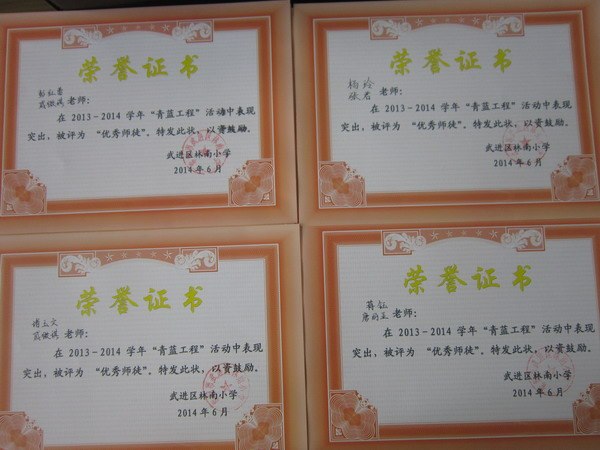 荣誉证书
老师：
在 2013－2014 学年“青蓝工程”活动中表现
突出，被评为 “优秀师徒”。特发此状，以资鼓励。
武进区林南小学
2014 年 6 月
荣誉证书
杨玲
张君 老师：
在 2013－2014 学年“青蓝工程”活动中表现
突出，被评为 “优秀师徒”。特发此状，以资鼓励。
武进区林南小学
2014 年 6 月
荣誉证书
老师：
在 2013－2014 学年“青蓝工程”活动中表现
突出，被评为 “优秀师徒”。特发此状，以资鼓励。
武进区林南小学
2014 年 6 月
荣誉证书
蒋钰
老师：
在 2013－2014 学年“青蓝工程”活动中表现
突出，被评为 “优秀师徒”。特发此状，以资鼓励。
武进区林南小学
2014 年 6 月